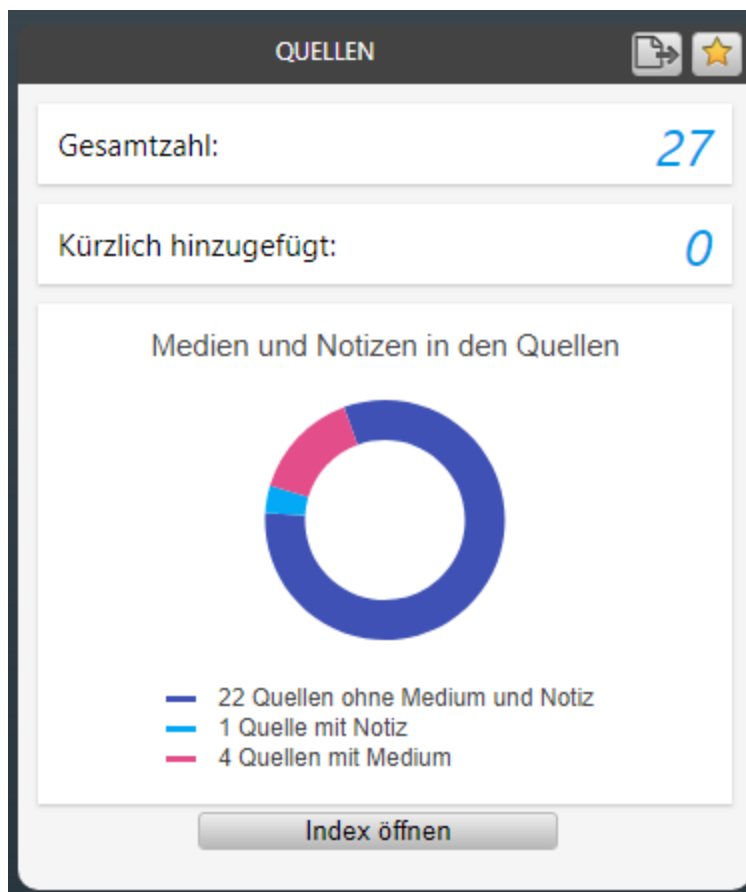 QUELLEN
Gesamtzahl: 27
Kürzlich hinzugefügt: 0
Medien und Notizen in den Quellen
22 Quellen ohne Medium und Notiz
1 Quelle mit Notiz
4 Quellen mit Medium
Index öffnen